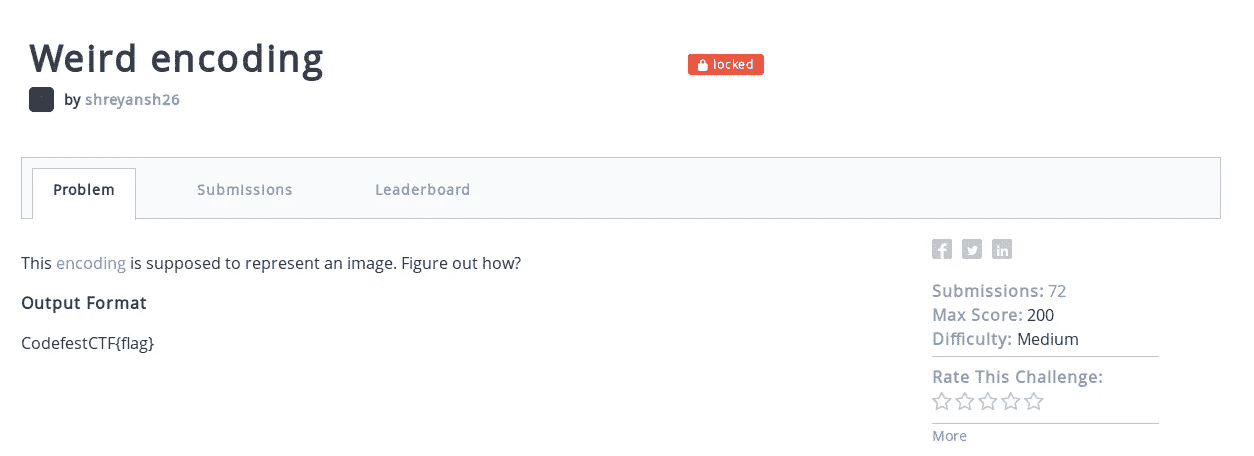 Weird encoding
locked
by shreyansh26
Problem
Submissions
Leaderboard
This encoding is supposed to represent an image. Figure out how?
Output Format
CodefestCTF{flag}
Submissions: 72
Max Score: 200
Difficulty: Medium
Rate This Challenge:
More